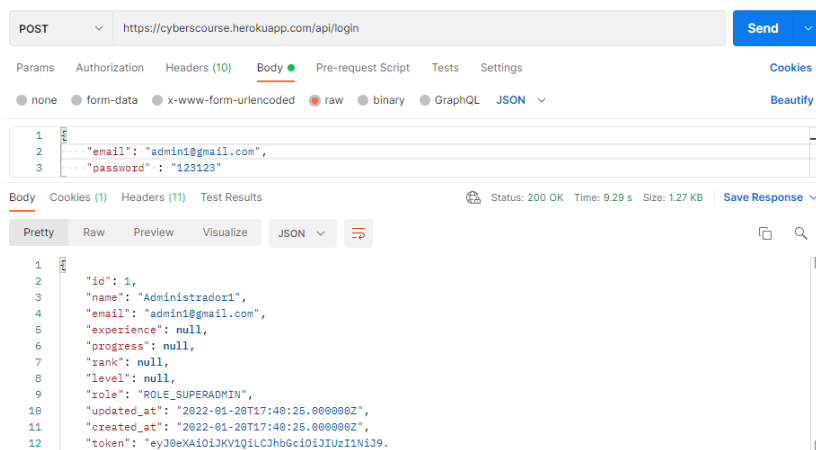 POST https://cyberscourse.herokuapp.com/api/login Send
Params Authorization Headers (10) Body Pre-request Script Tests Settings Cookies
none form-data x-www-form-urlencoded raw binary GraphQL JSON Beautify
1 {
2 "email": "admin1@gmail.com",
3 "password" : "123123"
Body Cookies (1) Headers (11) Test Results Status: 200 OK Time: 9.29 s Size: 1.27 KB Save Response
Pretty Raw Preview Visualize JSON
1 {
2 "id": 1,
3 "name": "Administrador1",
4 "email": "admin1@gmail.com",
5 "experience": null,
6 "progress": null,
7 "rank": null,
8 "level": null,
9 "role": "ROLE_SUPERADMIN",
10 "updated_at": "2022-01-20T17:40:25.000000Z",
11 "created_at": "2022-01-20T17:40:25.000000Z",
12 "token": "eyJ0eXAiOiJKV1QiLCJhbGciOiJIUzI1NiJ9.